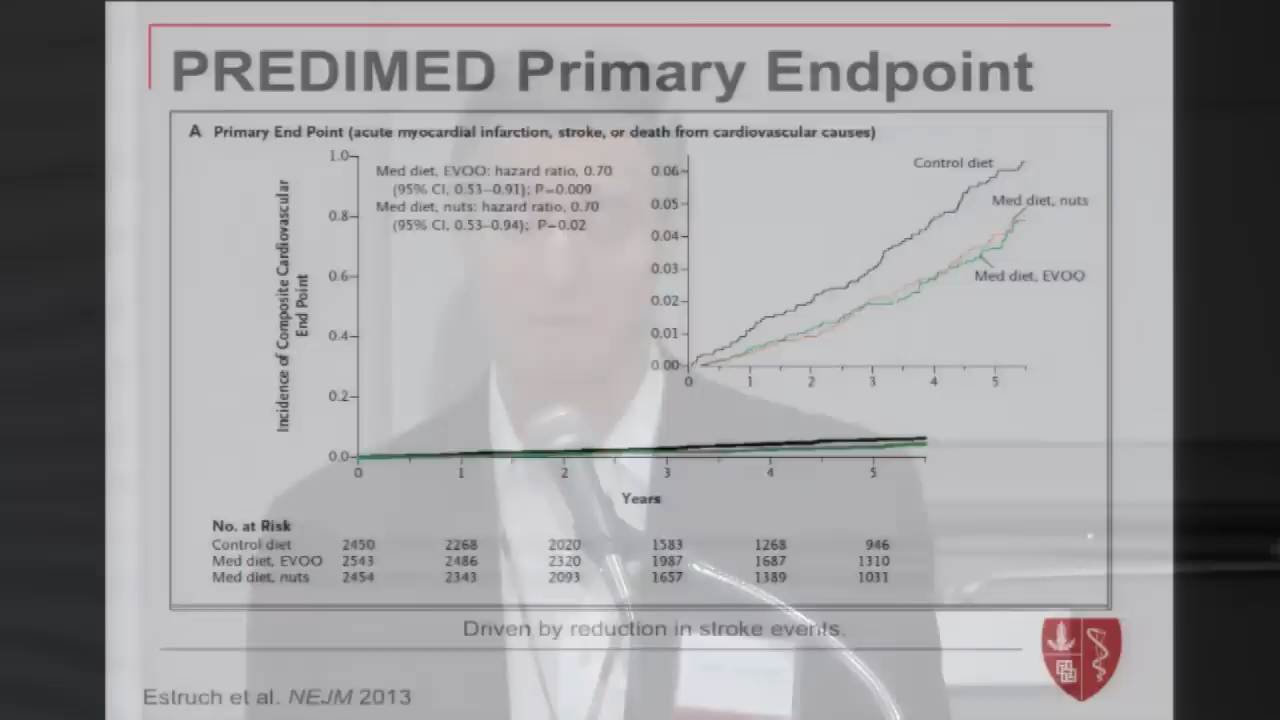 PREDIMED Primary Endpoint
A Primary End Point (acute myocardial infarction, stroke, or death from cardiovascular causes)
Incidence of Composite Cardiovascular
End Point
1.0
0.8
0.6
0.4
0.2
0.0
Med diet, EVOO: hazard ratio, 0.70
(95% CI, 0.53–0.91); P=0.009
Med diet, nuts: hazard ratio, 0.70
(95% CI, 0.53–0.94); P=0.02
0.06
0.05
0.04
0.03
0.02
0.01
0.00
Control diet
Med diet, nuts
Med diet, EVOO
0 1 2 3 4 5
0 1 2 3 4 5
Years
No. at Risk
Control diet 2450 2268 2020 1583 1268 946
Med diet, EVOO 2543 2486 2320 1987 1687 1310
Med diet, nuts 2454 2343 2093 1657 1389 1031
Driven by reduction in stroke events.
Estruch et al. NEJM 2013